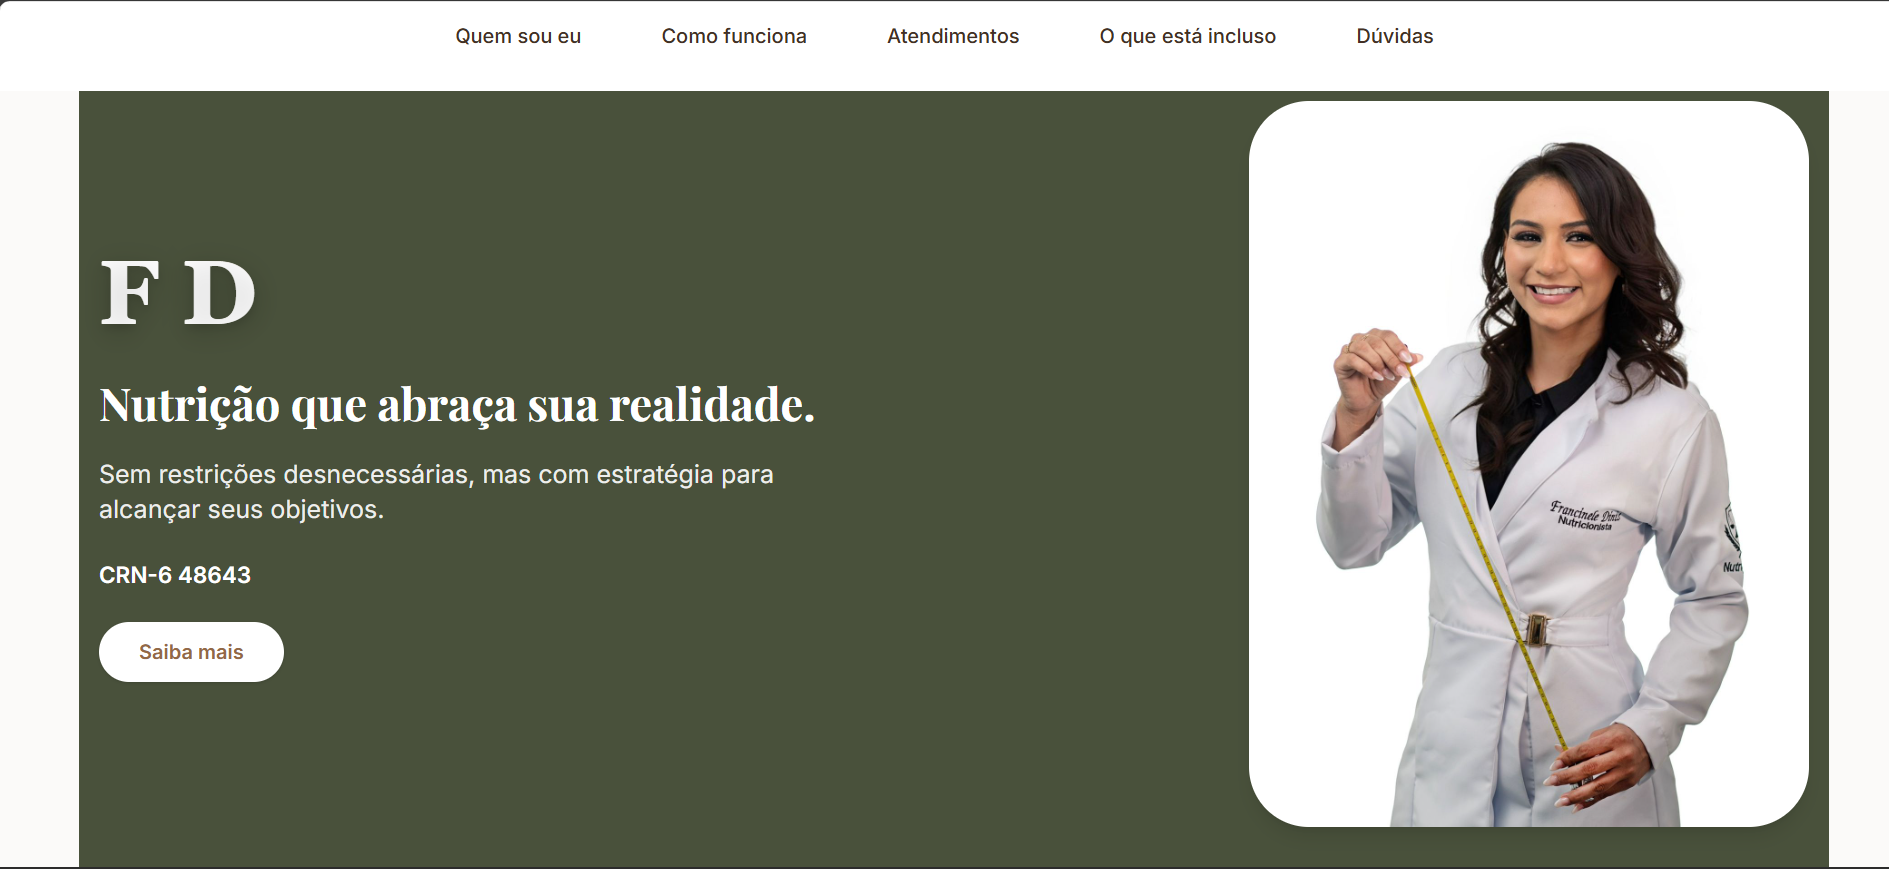 Quem sou eu
Como funciona
Atendimentos
O que está incluso
Dúvidas
F D
Nutrição que abraça sua realidade.
Sem restrições desnecessárias, mas com estratégia para
alcançar seus objetivos.
CRN-6 48643
Saiba mais
Francinele Diniz
Nutricionista